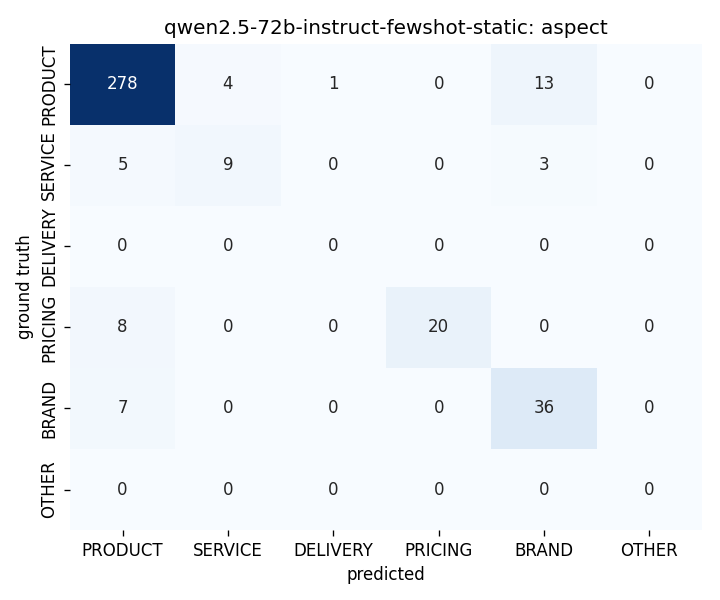 qwen2.5-72b-instruct-fewshot-static: aspect
ground truth
PRODUCT 278 4 1 0 13 0
SERVICE 5 9 0 0 3 0
DELIVERY 0 0 0 0 0 0
PRICING 8 0 0 20 0 0
BRAND 7 0 0 0 36 0
OTHER 0 0 0 0 0 0
PRODUCT SERVICE DELIVERY PRICING BRAND OTHER
predicted